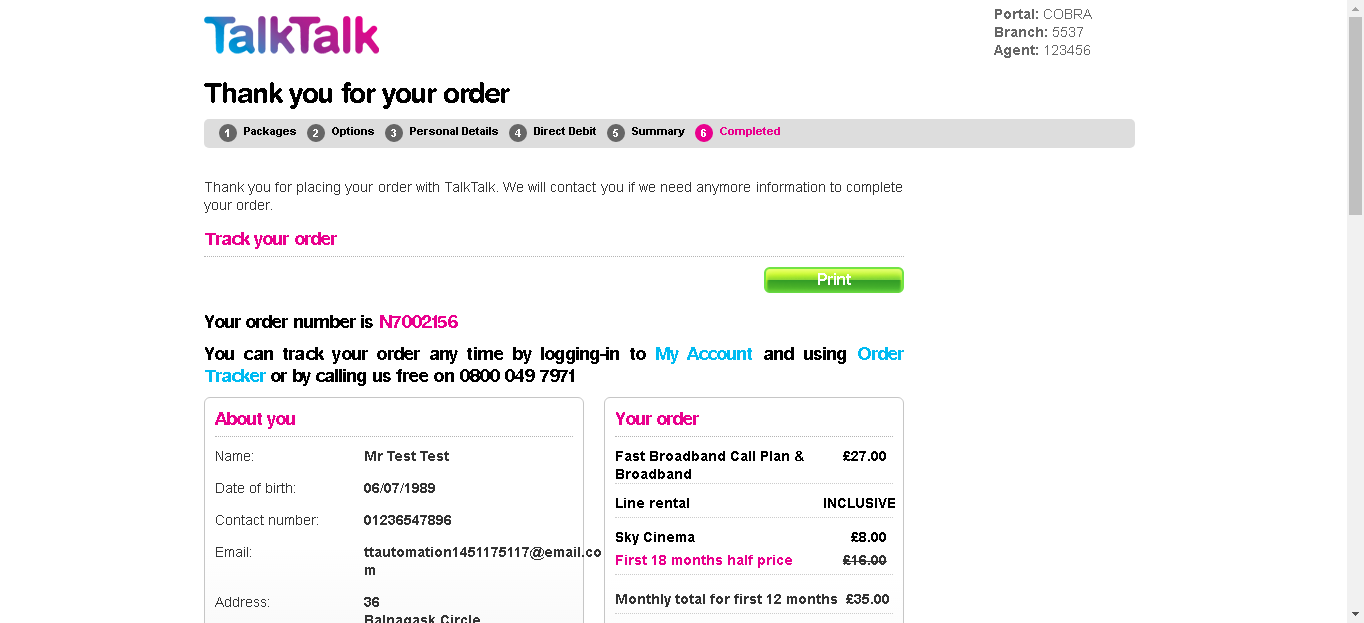 TalkTalk
Portal: COBRA
Branch: 5537
Agent: 123456
Thank you for your order
1 Packages 2 Options 3 Personal Details 4 Direct Debit 5 Summary 6 Completed
Thank you for placing your order with TalkTalk. We will contact you if we need anymore information to complete
your order.
Track your order
Print
Your order number is N7002156
You can track your order any time by logging-in to My Account and using Order
Tracker or by calling us free on 0800 049 7971
About you
Name: Mr Test Test
Date of birth: 06/07/1989
Contact number: 01236547896
Email: ttautomation1451175117@email.co
m
Address: 36
Balnagask Circle
Your order
Fast Broadband Call Plan & £27.00
Broadband
Line rental INCLUSIVE
Sky Cinema £8.00
First 18 months half price £16.00
Monthly total for first 12 months £35.00